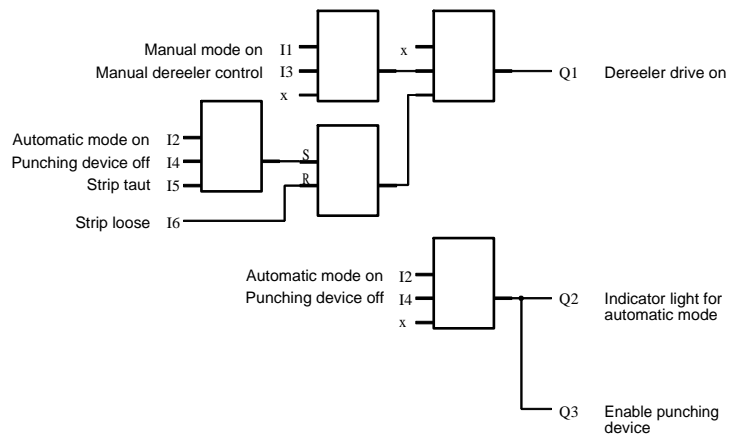 Manual mode on I1
x
Manual dereeler control I3
Q1 Dereeler drive on
x
Automatic mode on I2
Punching device off I4
S
Strip taut I5
R
Strip loose I6
Automatic mode on I2
Punching device off I4
Q2 Indicator light for
automatic mode
x
Q3 Enable punching
device